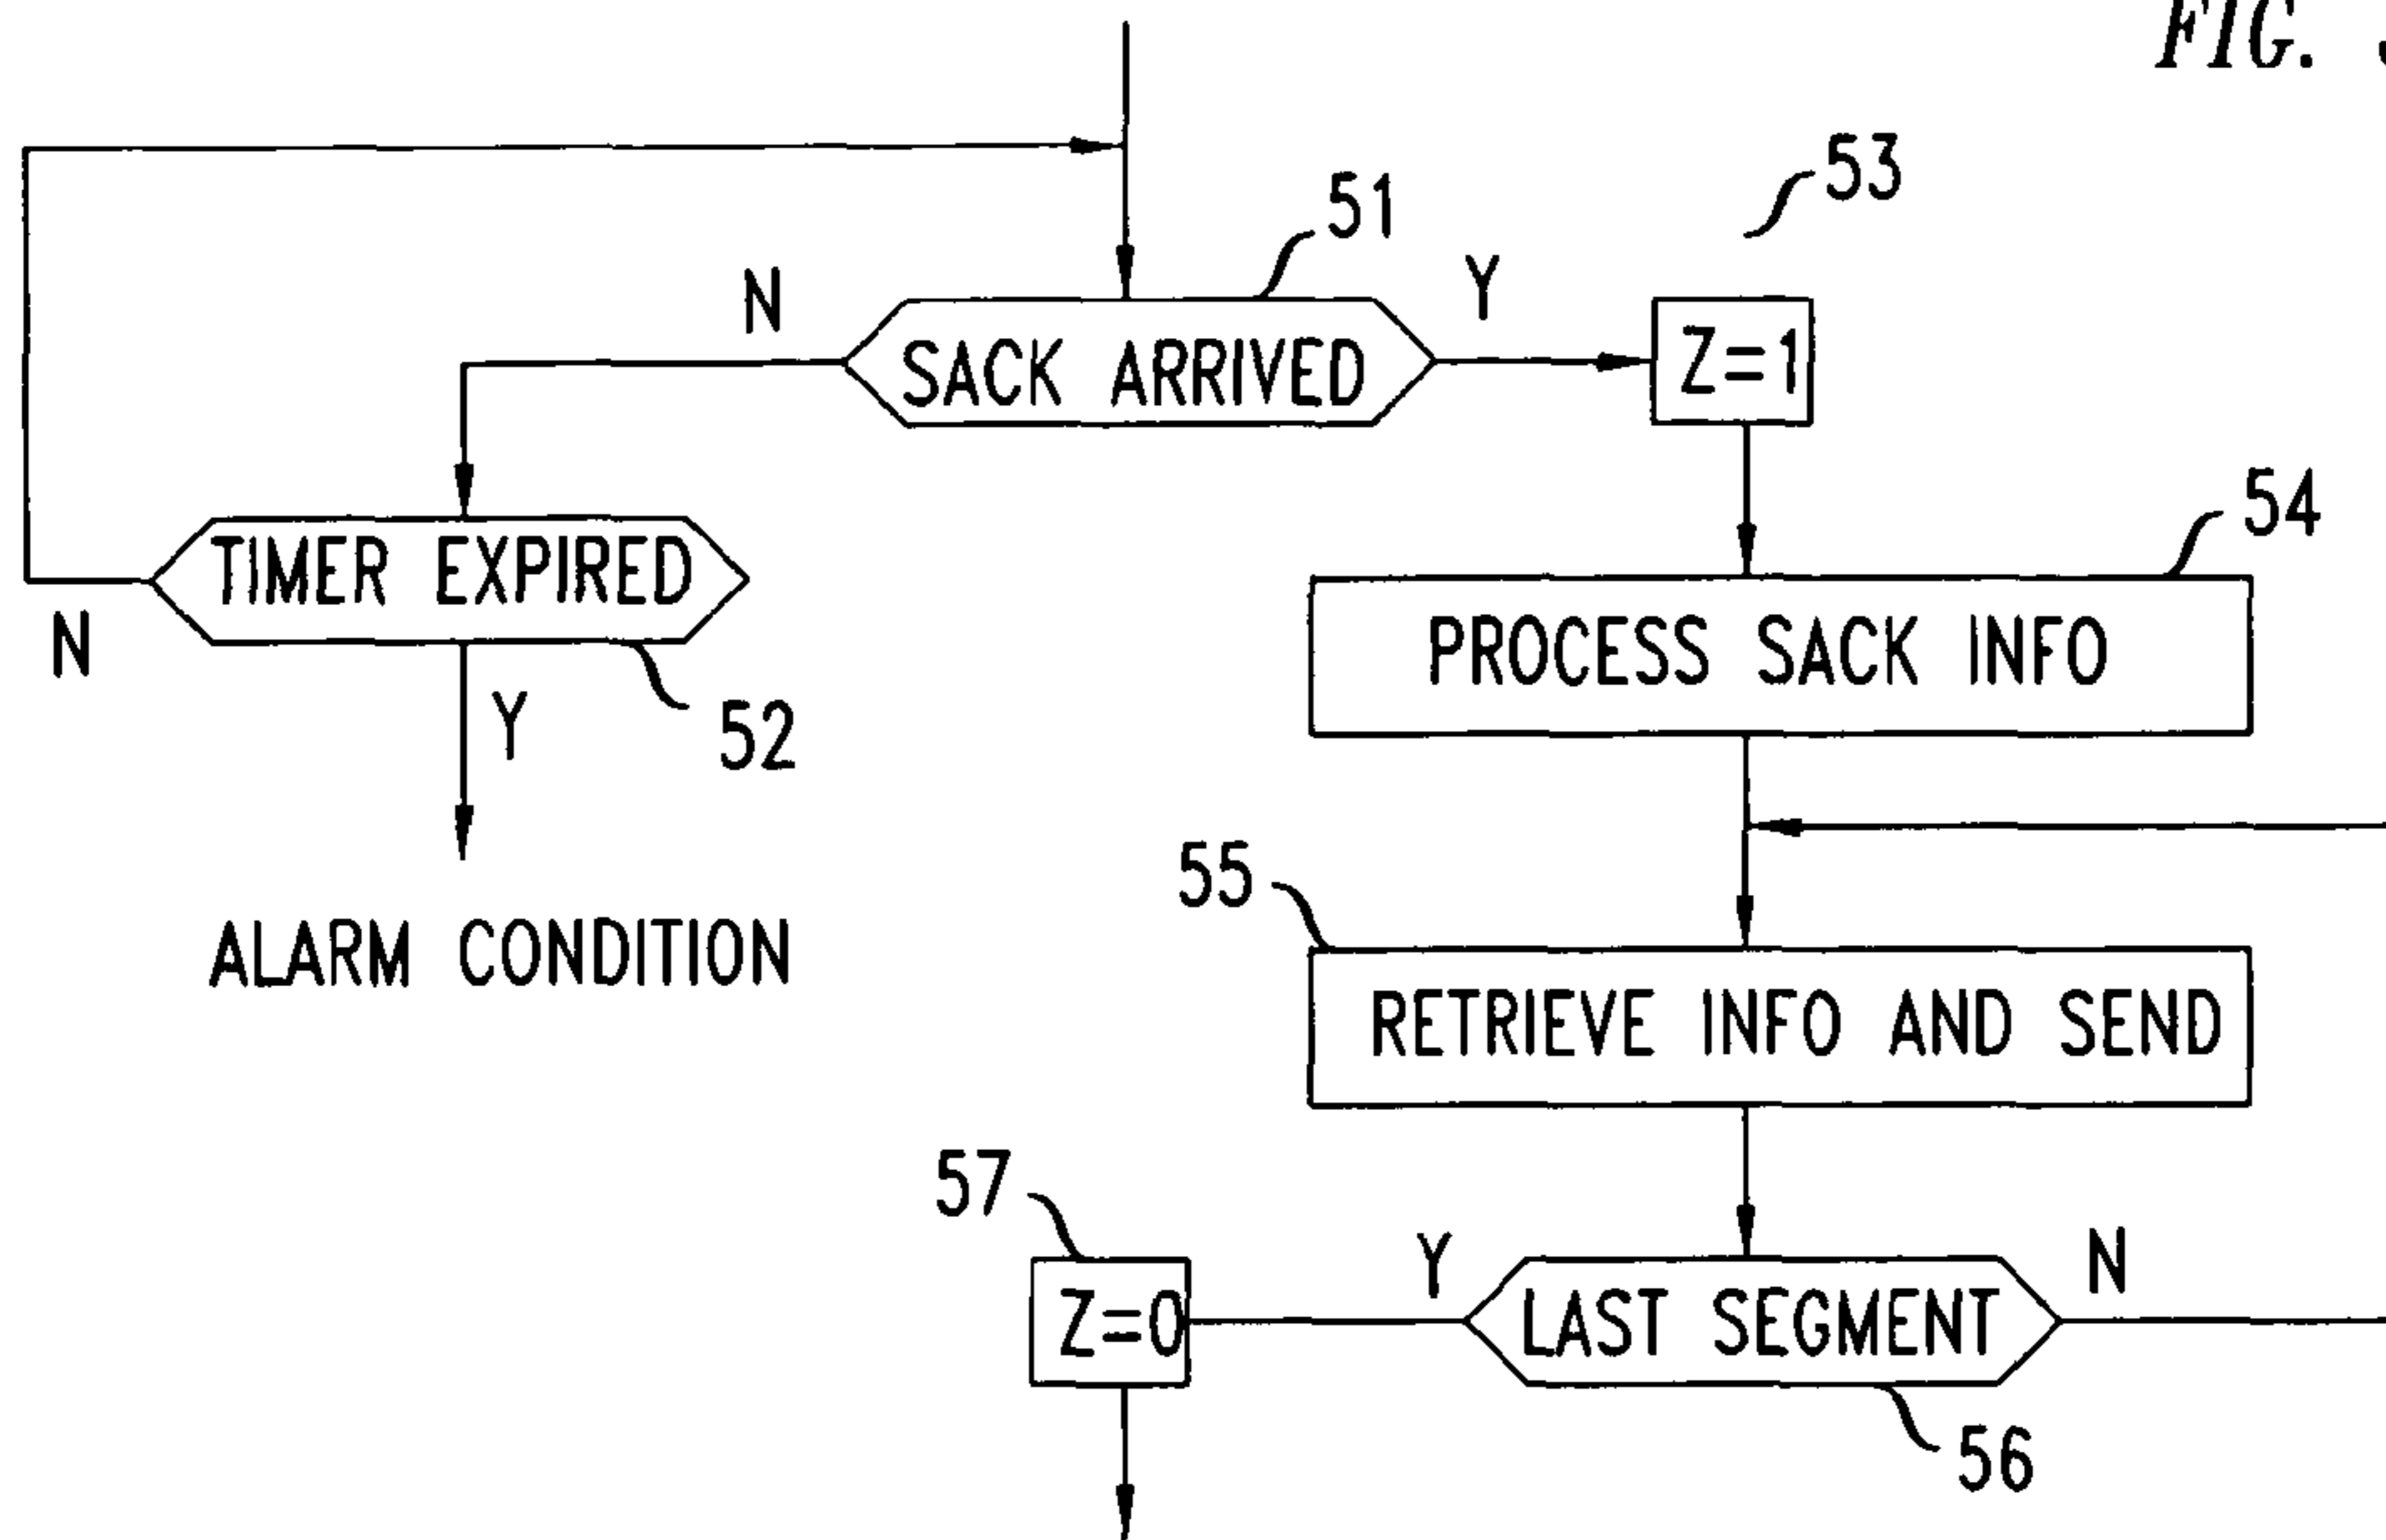 FIG.
53
51
N
Y
SACK ARRIVED
Z=1
54
TIMER EXPIRED
N
PROCESS SACK INFO
Y
52
55
ALARM CONDITION
RETRIEVE INFO AND SEND
57
Y
N
Z=0
LAST SEGMENT
56